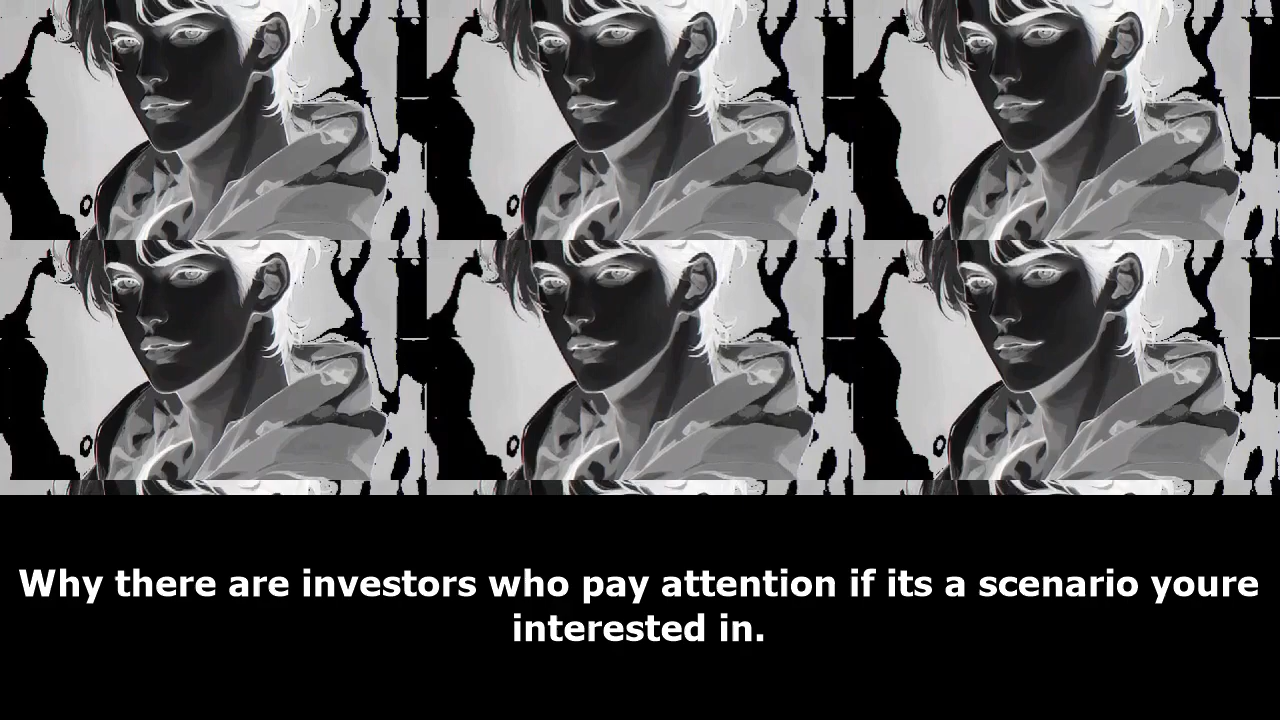 Why there are investors who pay attention if its a scenario youre
interested in.